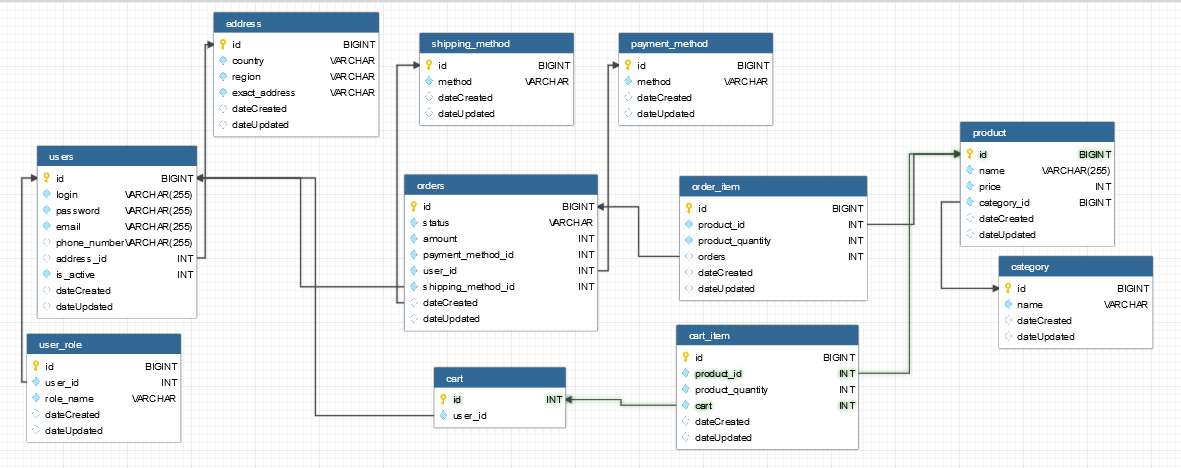 address
id BIGINT
country VARCHAR
region VARCHAR
exact_address VARCHAR
dateCreated
dateUpdated
shipping_method
id BIGINT
method VARCHAR
dateCreated
dateUpdated
payment_method
id BIGINT
method VARCHAR
dateCreated
dateUpdated
product
id BIGINT
name VARCHAR(255)
price INT
category_id BIGINT
dateCreated
dateUpdated
users
id BIGINT
login VARCHAR(255)
password VARCHAR(255)
email VARCHAR(255)
phone_number VARCHAR(255)
address_id INT
is_active INT
dateCreated
dateUpdated
orders
id BIGINT
status VARCHAR
amount INT
payment_method_id INT
user_id INT
shipping_method_id INT
dateCreated
dateUpdated
order_item
id BIGINT
product_id INT
product_quantity INT
orders INT
dateCreated
dateUpdated
category
id BIGINT
name VARCHAR
dateCreated
dateUpdated
user_role
id BIGINT
user_id INT
role_name VARCHAR
dateCreated
dateUpdated
cart
id INT
user_id
cart_item
id BIGINT
product_id INT
product_quantity INT
cart INT
dateCreated
dateUpdated